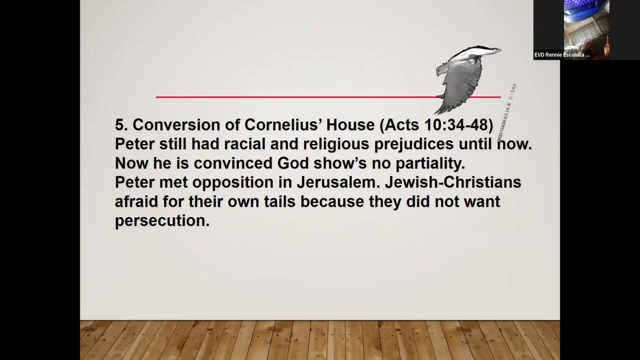 5. Conversion of Cornelius’ House (Acts 10:34-48)
Peter still had racial and religious prejudices until now.
Now he is convinced God show’s no partiality.
Peter met opposition in Jerusalem. Jewish-Christians
afraid for their own tails because they did not want
persecution.
EVD Rennie Escobilla